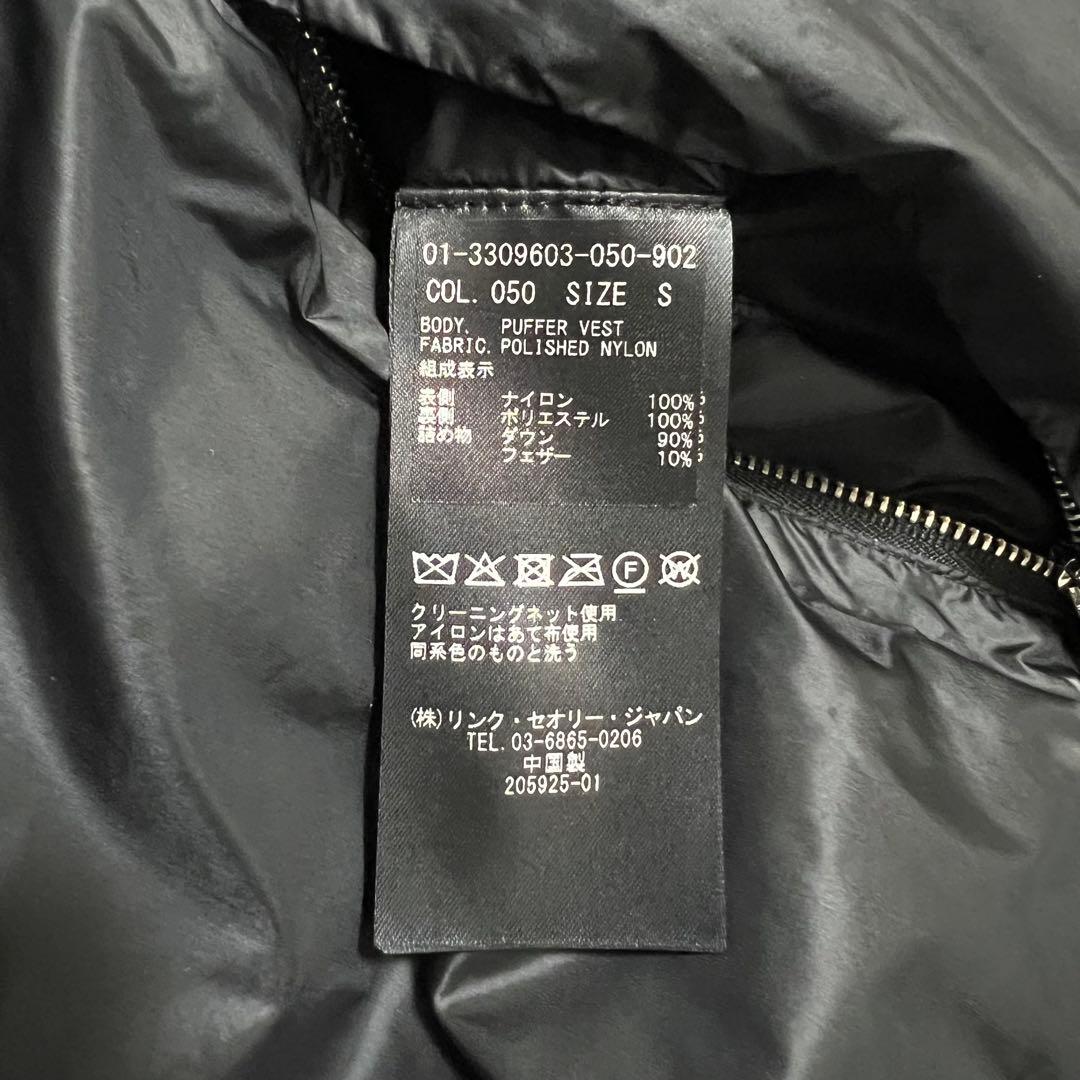 01-3309603-050-902
COL. 050 SIZE S
BODY. PUFFER VEST
FABRIC. POLISHED NYLON
組成表示
表側 ナイロン 100%
裏側 ポリエステル 100%
詰め物 ダウン 90%
フェザー 10%
F W
クリーニングネット使用
アイロンはあて布使用
同系色のものと洗う
(株)リンク・セオリー・ジャパン
TEL. 03-6865-0206
中国製
205925-01